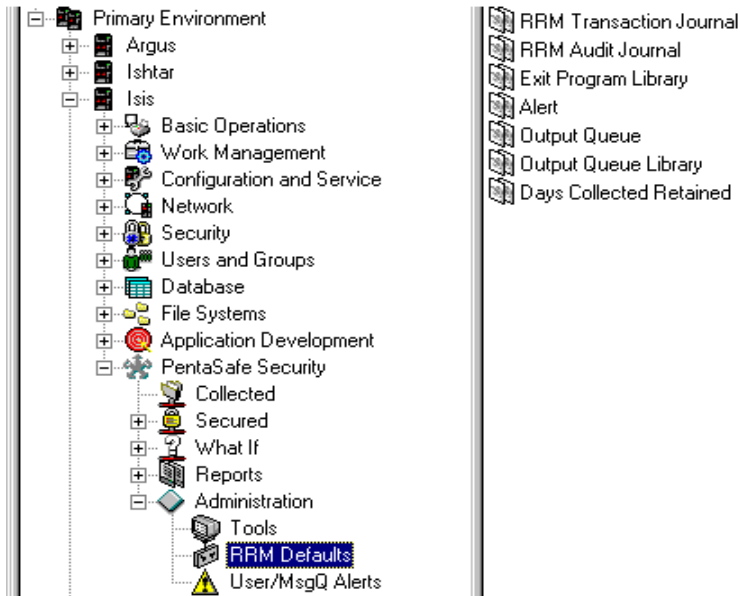 Primary Environment
Argus
Ishtar
Isis
Basic Operations
Work Management
Configuration and Service
Network
Security
Users and Groups
Database
File Systems
Application Development
PentaSafe Security
Collected
Secured
What If
Reports
Administration
Tools
RRM Defaults
User/MsgQ Alerts
RRM Transaction Journal
RRM Audit Journal
Exit Program Library
Alert
Output Queue
Output Queue Library
Days Collected Retained